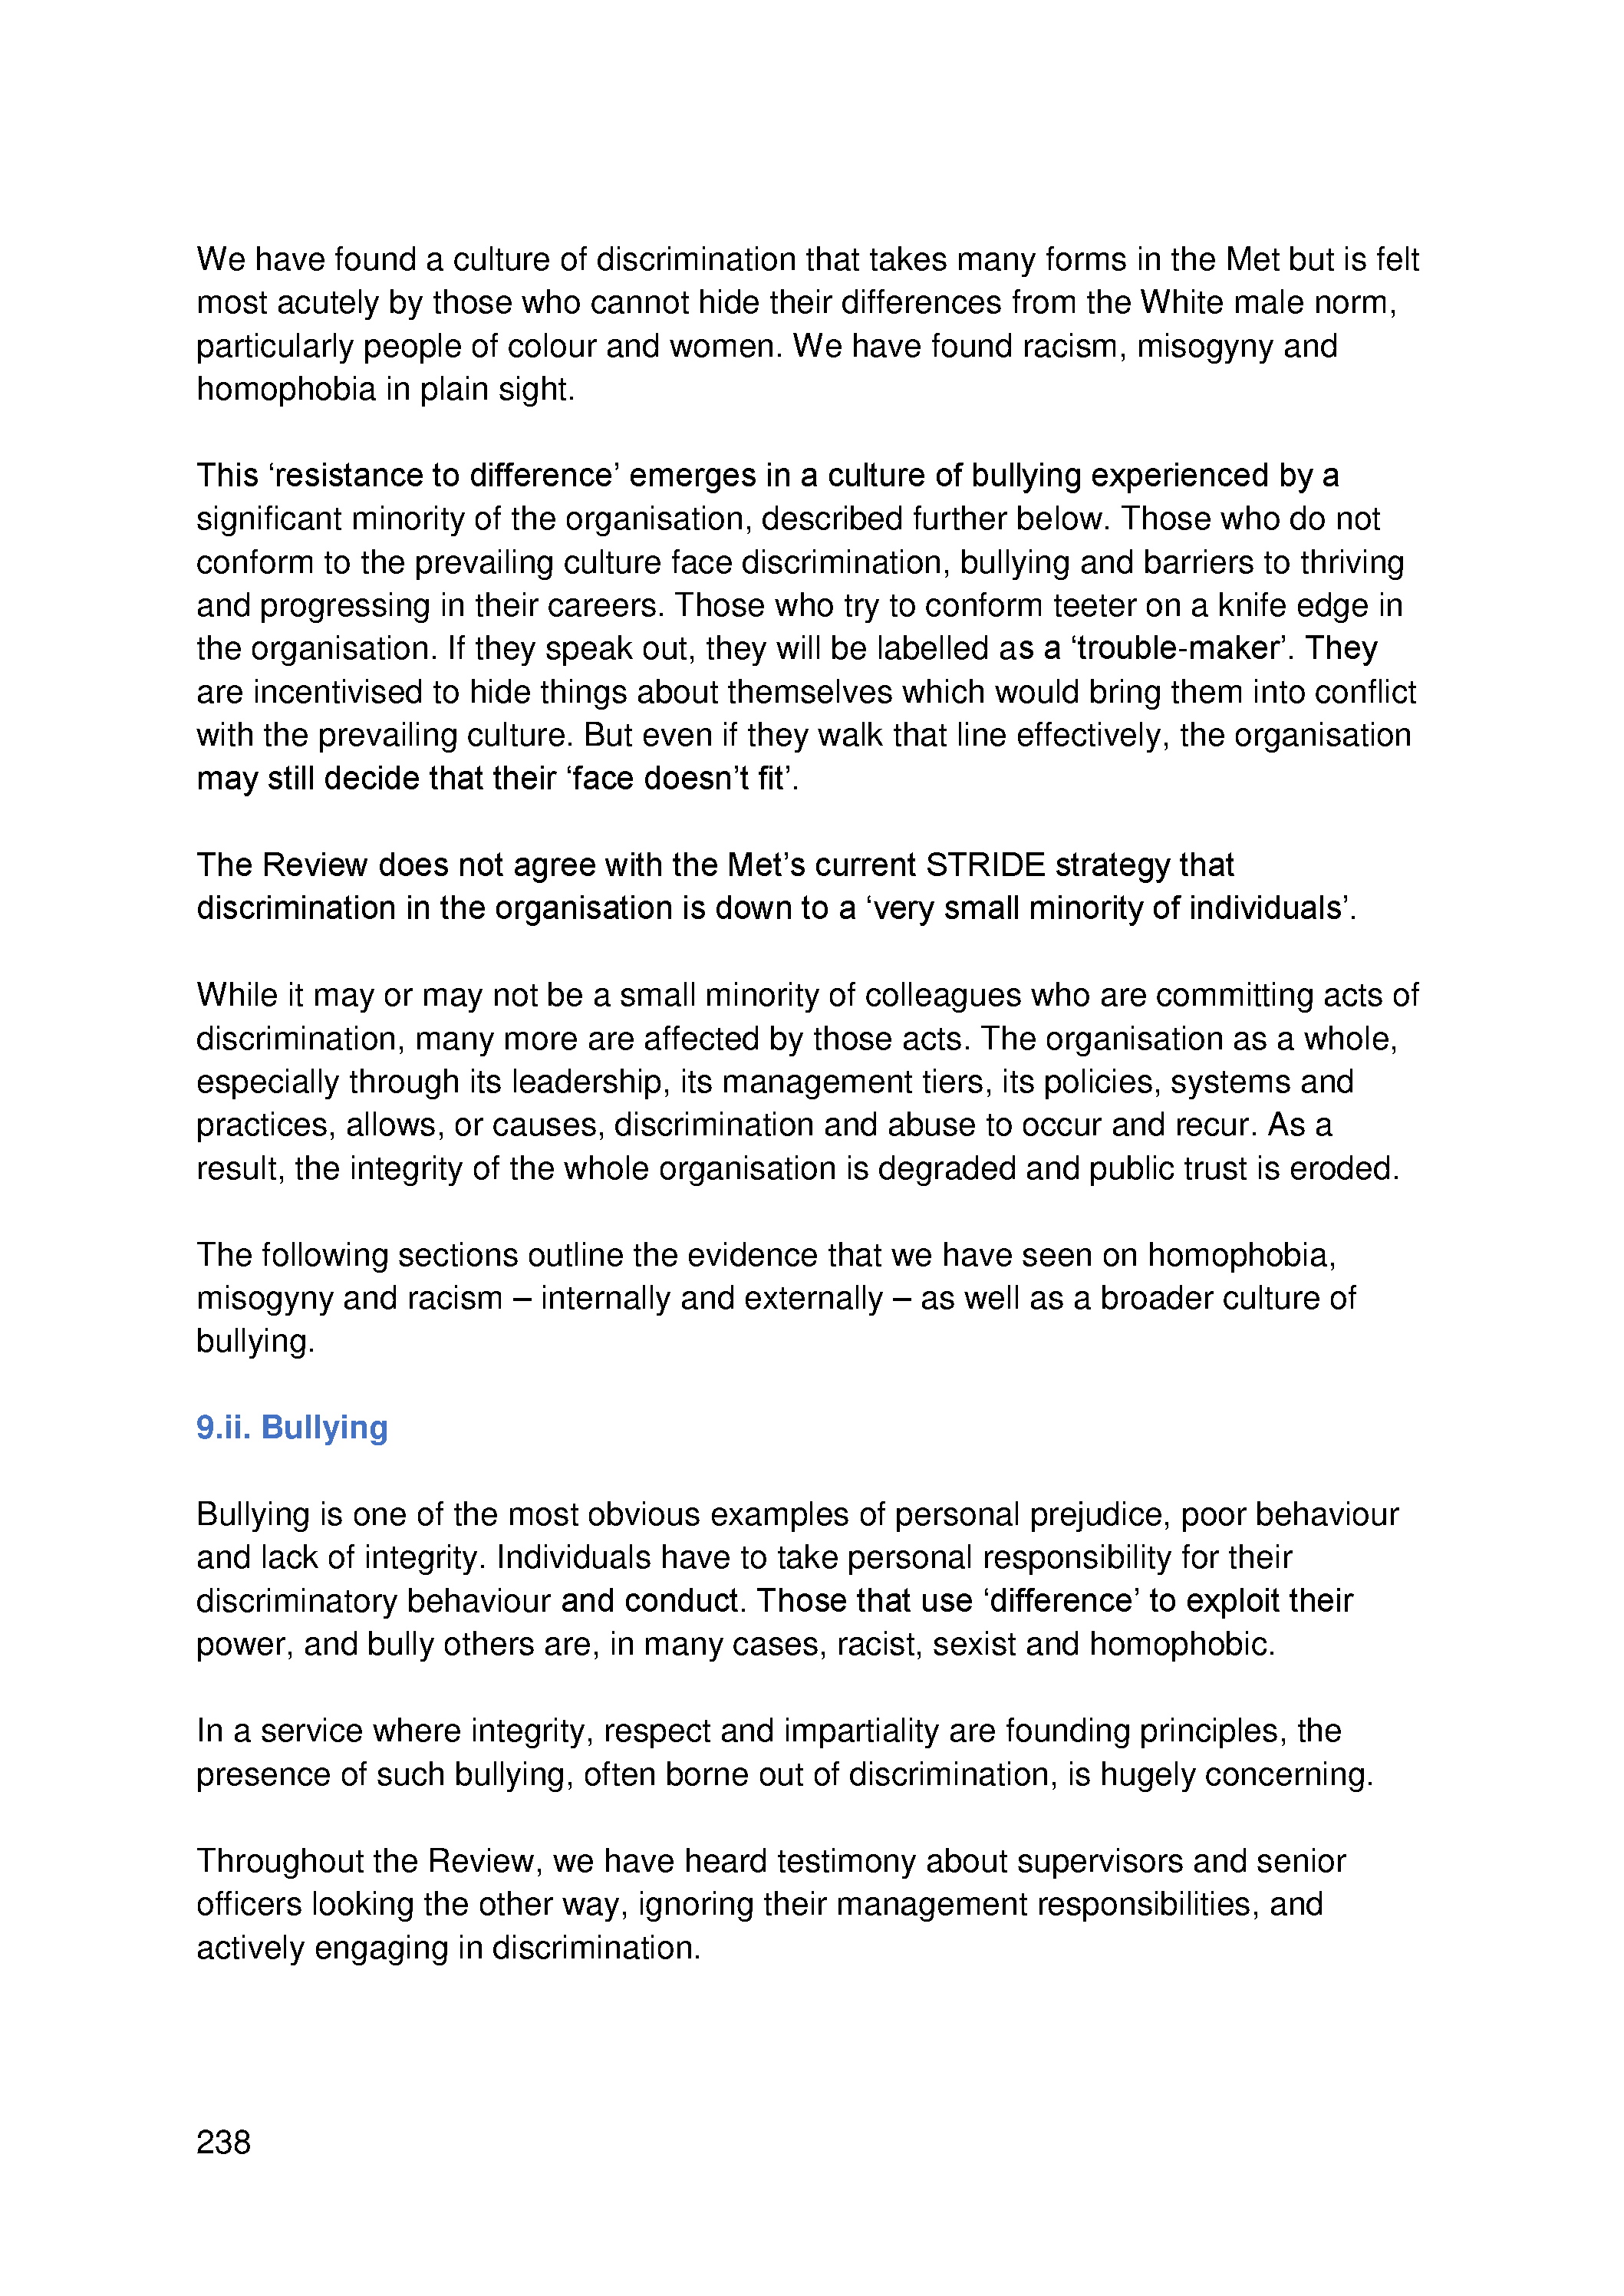 We have found a culture of discrimination that takes many forms in the Met but is felt
most acutely by those who cannot hide their differences from the White male norm,
particularly people of colour and women. We have found racism, misogyny and
homophobia in plain sight.
This ‘resistance to difference’ emerges in a culture of bullying experienced by a
significant minority of the organisation, described further below. Those who do not
conform to the prevailing culture face discrimination, bullying and barriers to thriving
and progressing in their careers. Those who try to conform teeter on a knife edge in
the organisation. If they speak out, they will be labelled as a ‘trouble-maker’. They
are incentivised to hide things about themselves which would bring them into conflict
with the prevailing culture. But even if they walk that line effectively, the organisation
may still decide that their ‘face doesn’t fit’.
The Review does not agree with the Met’s current STRIDE strategy that
discrimination in the organisation is down to a ‘very small minority of individuals’.
While it may or may not be a small minority of colleagues who are committing acts of
discrimination, many more are affected by those acts. The organisation as a whole,
especially through its leadership, its management tiers, its policies, systems and
practices, allows, or causes, discrimination and abuse to occur and recur. As a
result, the integrity of the whole organisation is degraded and public trust is eroded.
The following sections outline the evidence that we have seen on homophobia,
misogyny and racism – internally and externally – as well as a broader culture of
bullying.
9.ii. Bullying
Bullying is one of the most obvious examples of personal prejudice, poor behaviour
and lack of integrity. Individuals have to take personal responsibility for their
discriminatory behaviour and conduct. Those that use ‘difference’ to exploit their
power, and bully others are, in many cases, racist, sexist and homophobic.
In a service where integrity, respect and impartiality are founding principles, the
presence of such bullying, often borne out of discrimination, is hugely concerning.
Throughout the Review, we have heard testimony about supervisors and senior
officers looking the other way, ignoring their management responsibilities, and
actively engaging in discrimination.
238